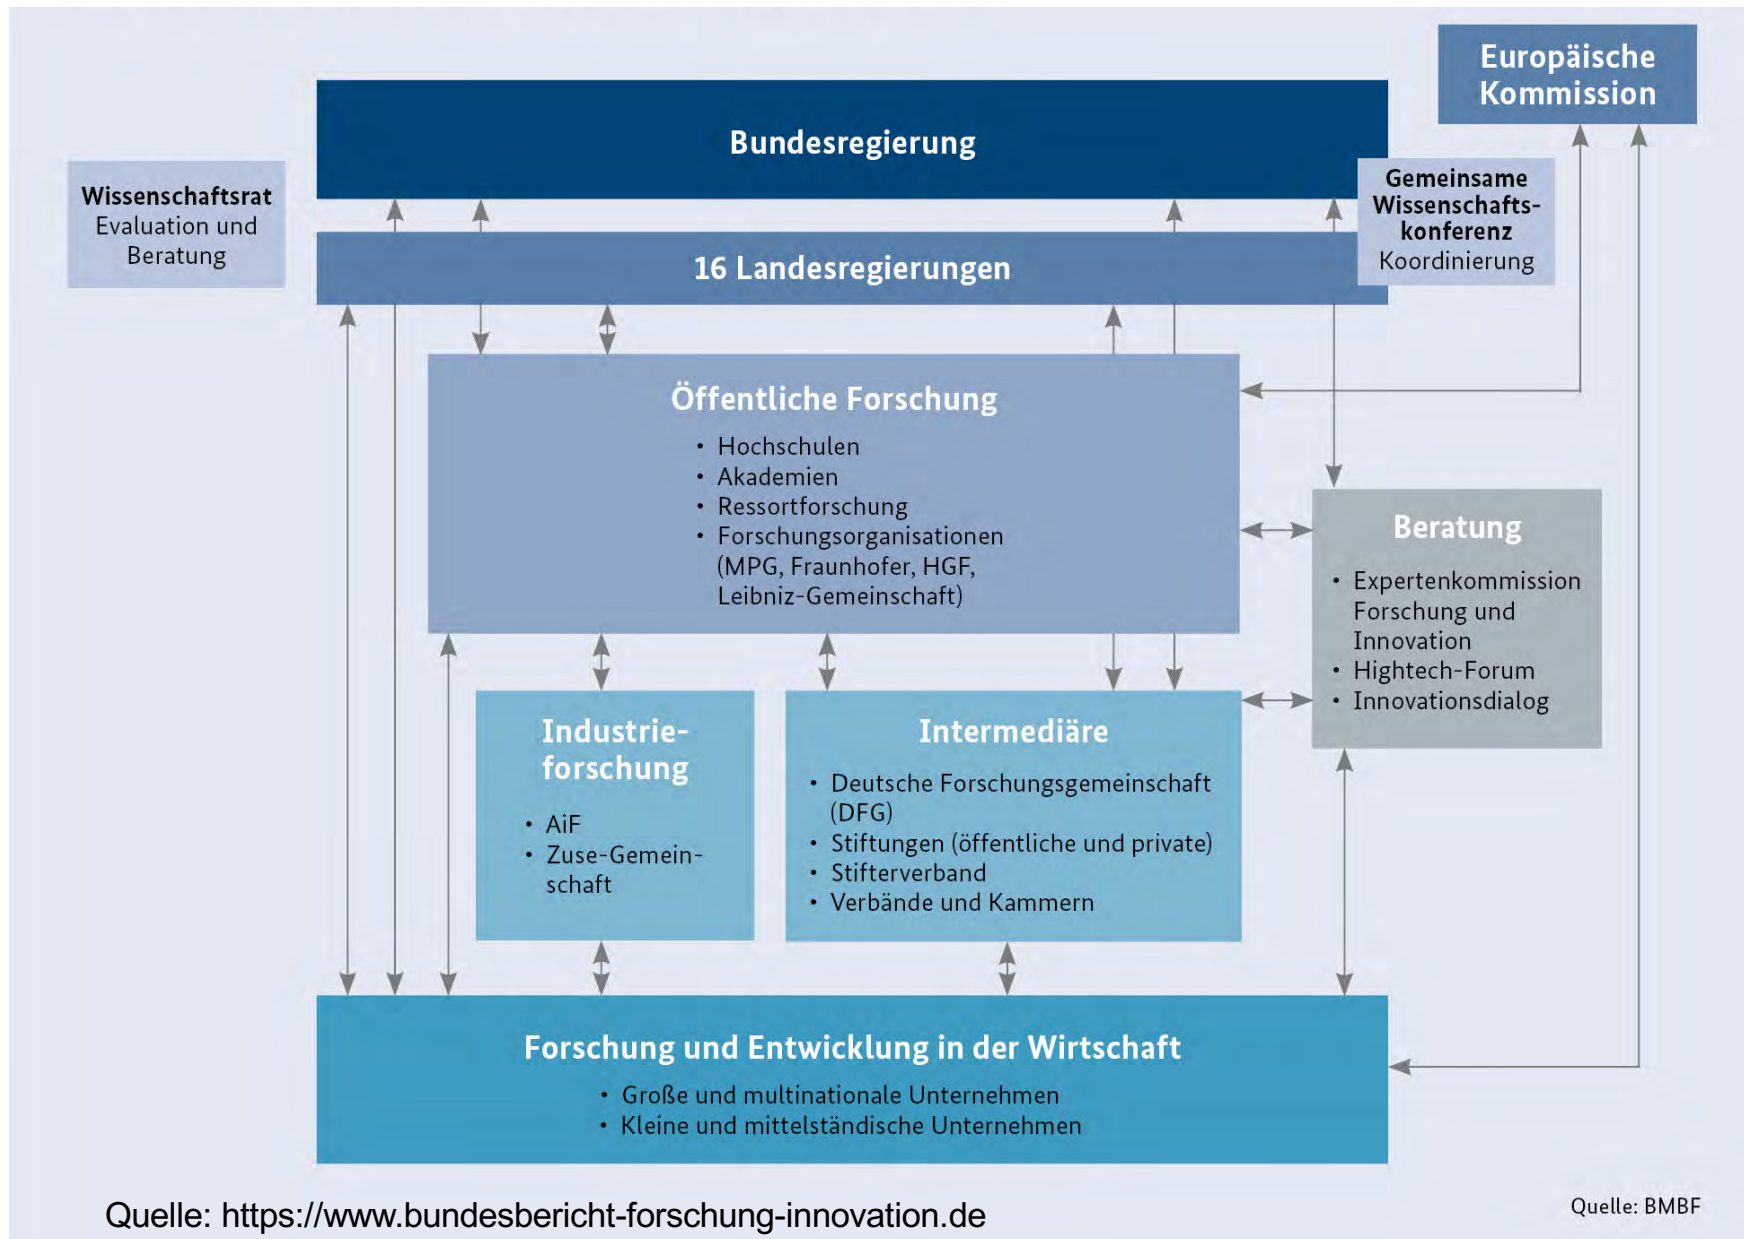 Europäische
Kommission
Bundesregierung
Wissenschaftsrat
Evaluation und
Beratung
Gemeinsame
Wissenschafts-
konferenz
Koordinierung
16 Landesregierungen
Öffentliche Forschung
• Hochschulen
• Akademien
• Ressortforschung
• Forschungsorganisationen
(MPG, Fraunhofer, HGF,
Leibniz-Gemeinschaft)
Beratung
• Expertenkommission
Forschung und
Innovation
• Hightech-Forum
• Innovationsdialog
Industrie-
forschung
• AiF
• Zuse-Gemein-
schaft
Intermediäre
• Deutsche Forschungsgemeinschaft
(DFG)
• Stiftungen (öffentliche und private)
• Stifterverband
• Verbände und Kammern
Forschung und Entwicklung in der Wirtschaft
• Große und multinationale Unternehmen
• Kleine und mittelständische Unternehmen
Quelle: https://www.bundesbericht-forschung-innovation.de
Quelle: BMBF